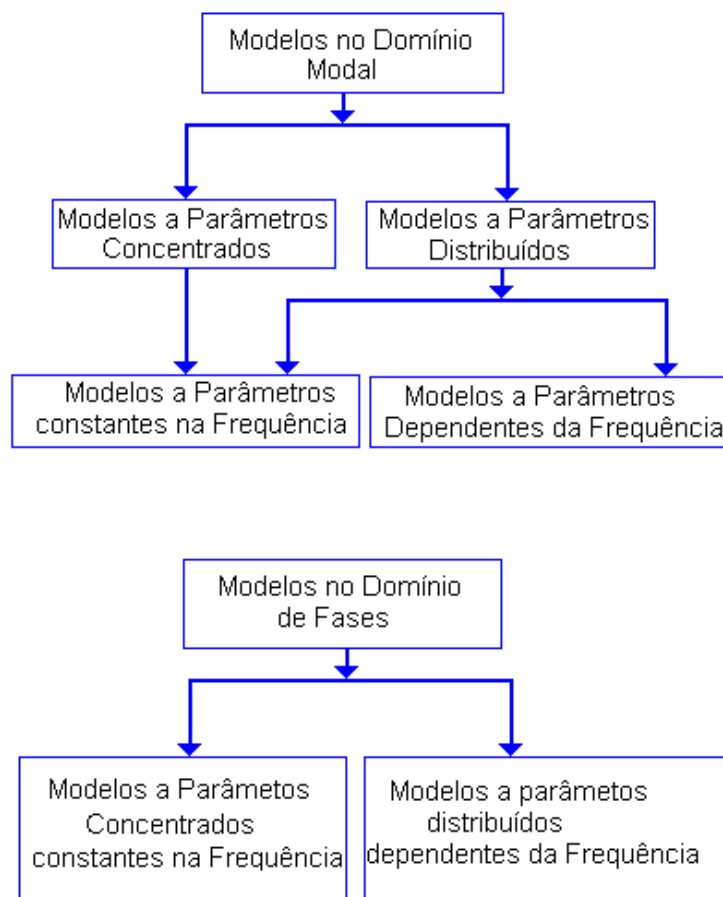 Modelos no Domínio
Modal
Modelos a Parâmetros
Concentrados
Modelos a Parâmetros
Distribuídos
Modelos a Parâmetros
constantes na Frequência
Modelos a Parâmetros
Dependentes da Frequência
Modelos no Domínio
de Fases
Modelos a Parâmetos
Concentrados
constantes na Frequência
Modelos a parâmetos
distribuídos
dependentes da Frequência